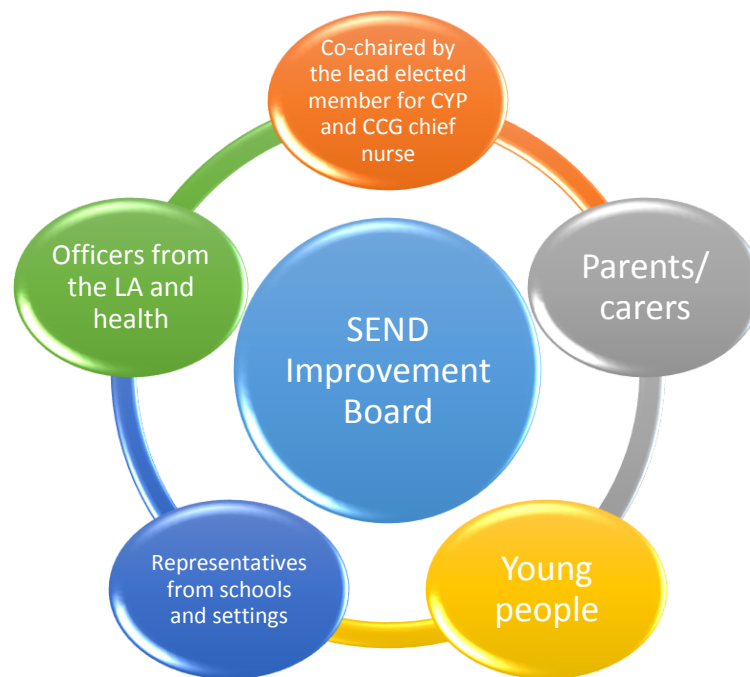 Co-chaired by
the lead elected
member for CYP
and CCG chief
nurse
Parents/
carers
Young
people
Representatives
from schools
and settings
Officers from
the LA and
health
SEND
Improvement
Board